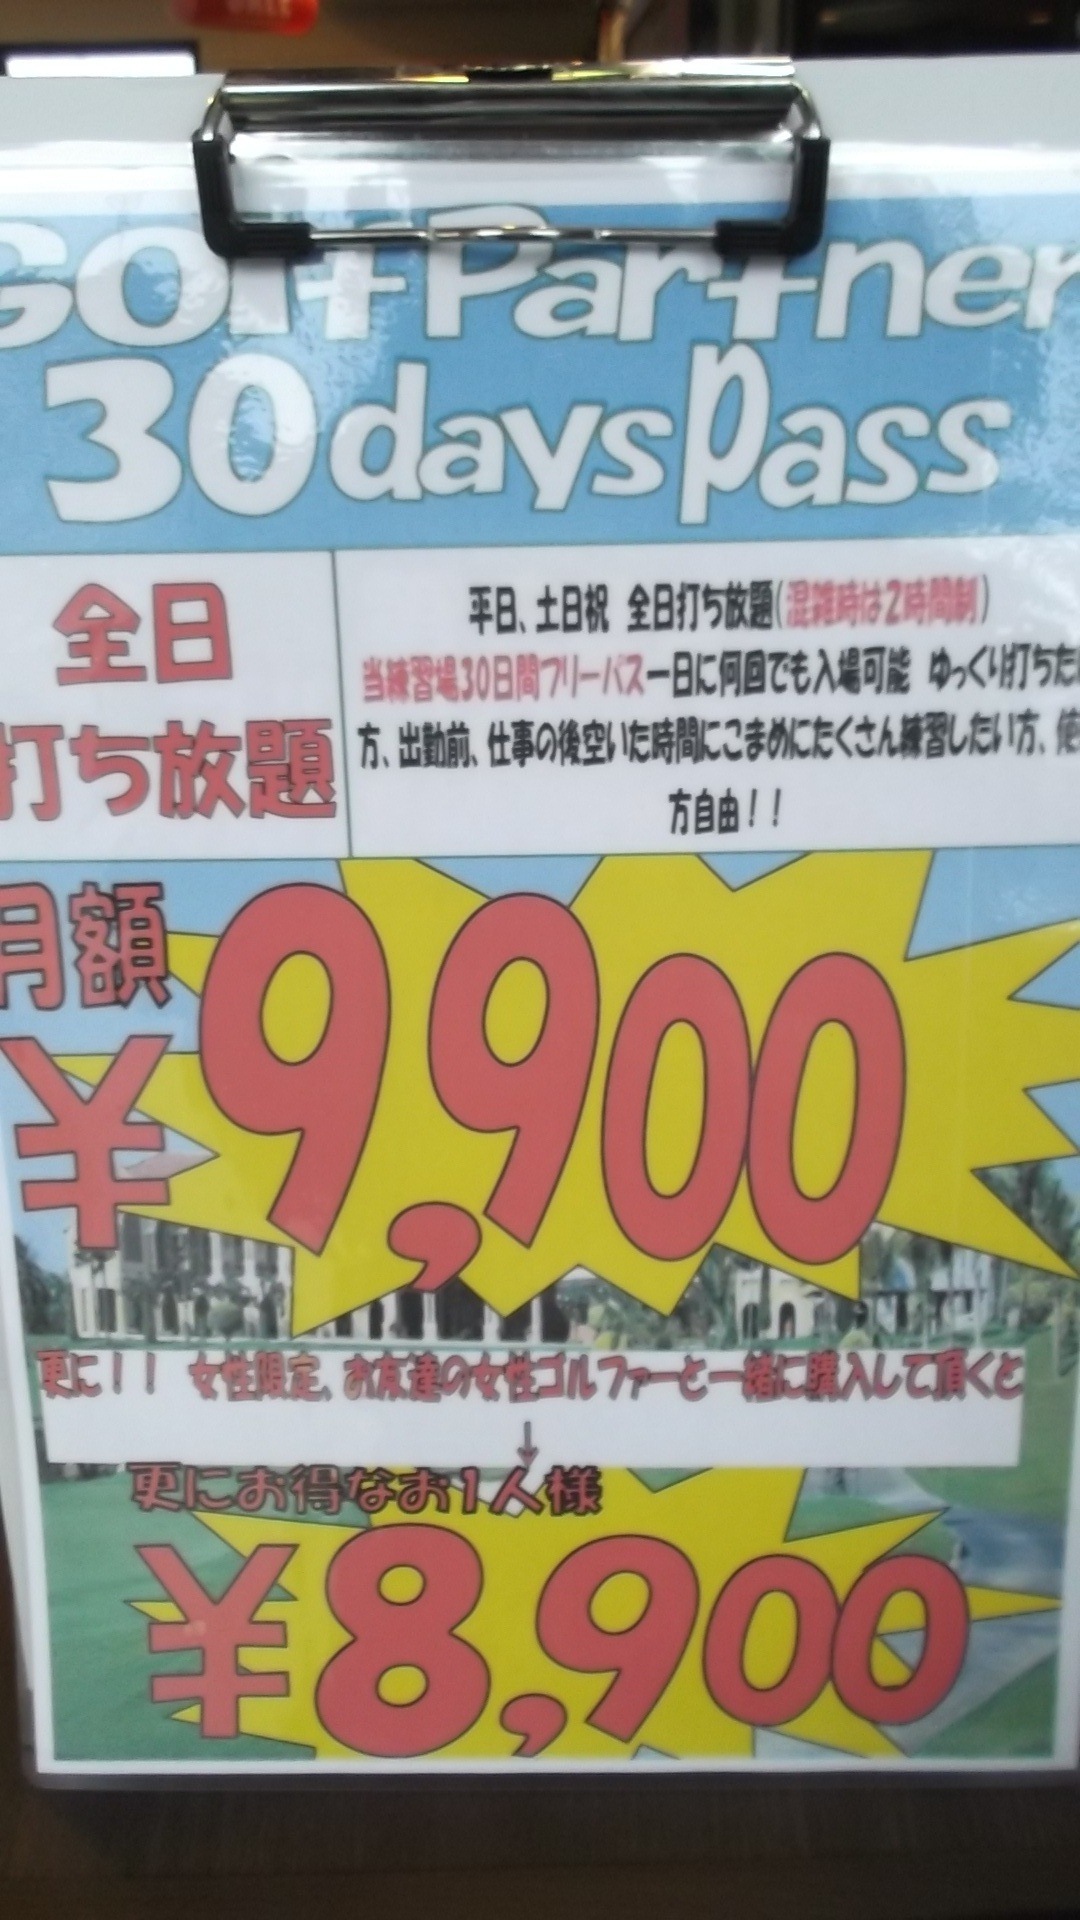 Golf Partner
30 days Pass
全日
打ち放題
平日、土日祝 全日打ち放題(混雑時は2時間制)
当練習場30日間フリーパス一日に何回でも入場可能 ゆっくり打ちた
方、出勤前、仕事の後空いた時間にこまめにたくさん練習したい方、使
方自由!!
月額
¥9,900
更に!! 女性限定、お友達の女性ゴルファーと一緒に購入して頂くと
↓
更にお得なお1人様
¥8,900